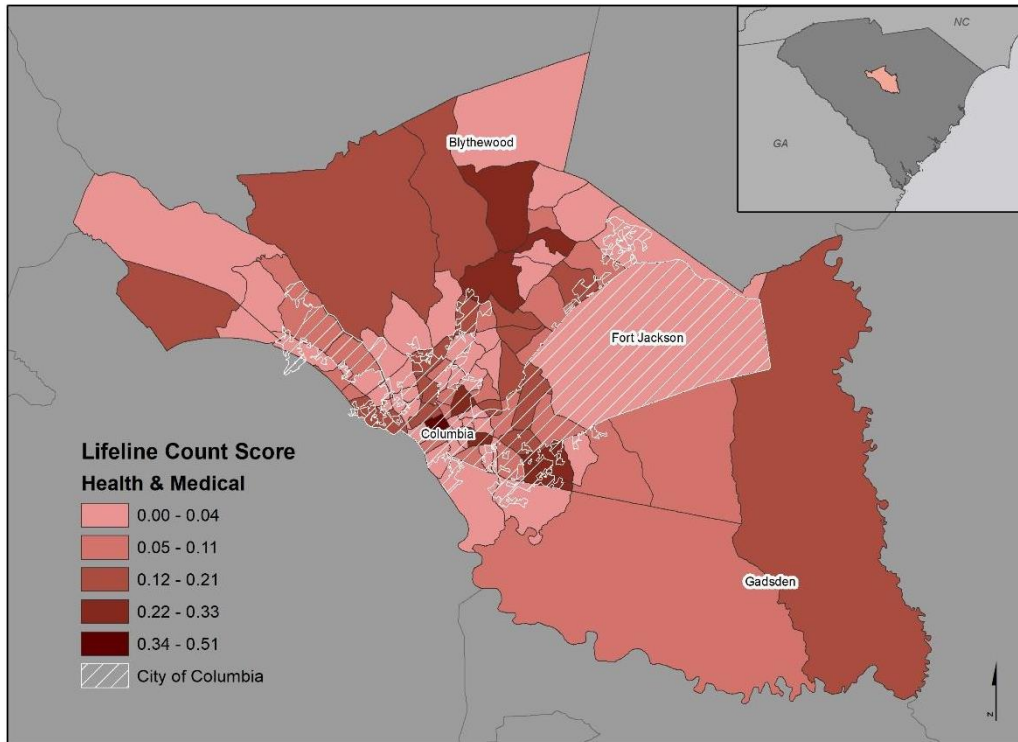 NC
GA
Blythewood
Fort Jackson
Columbia
Gadsden
Lifeline Count Score
Health & Medical
0.00 - 0.04
0.05 - 0.11
0.12 - 0.21
0.22 - 0.33
0.34 - 0.51
City of Columbia
N